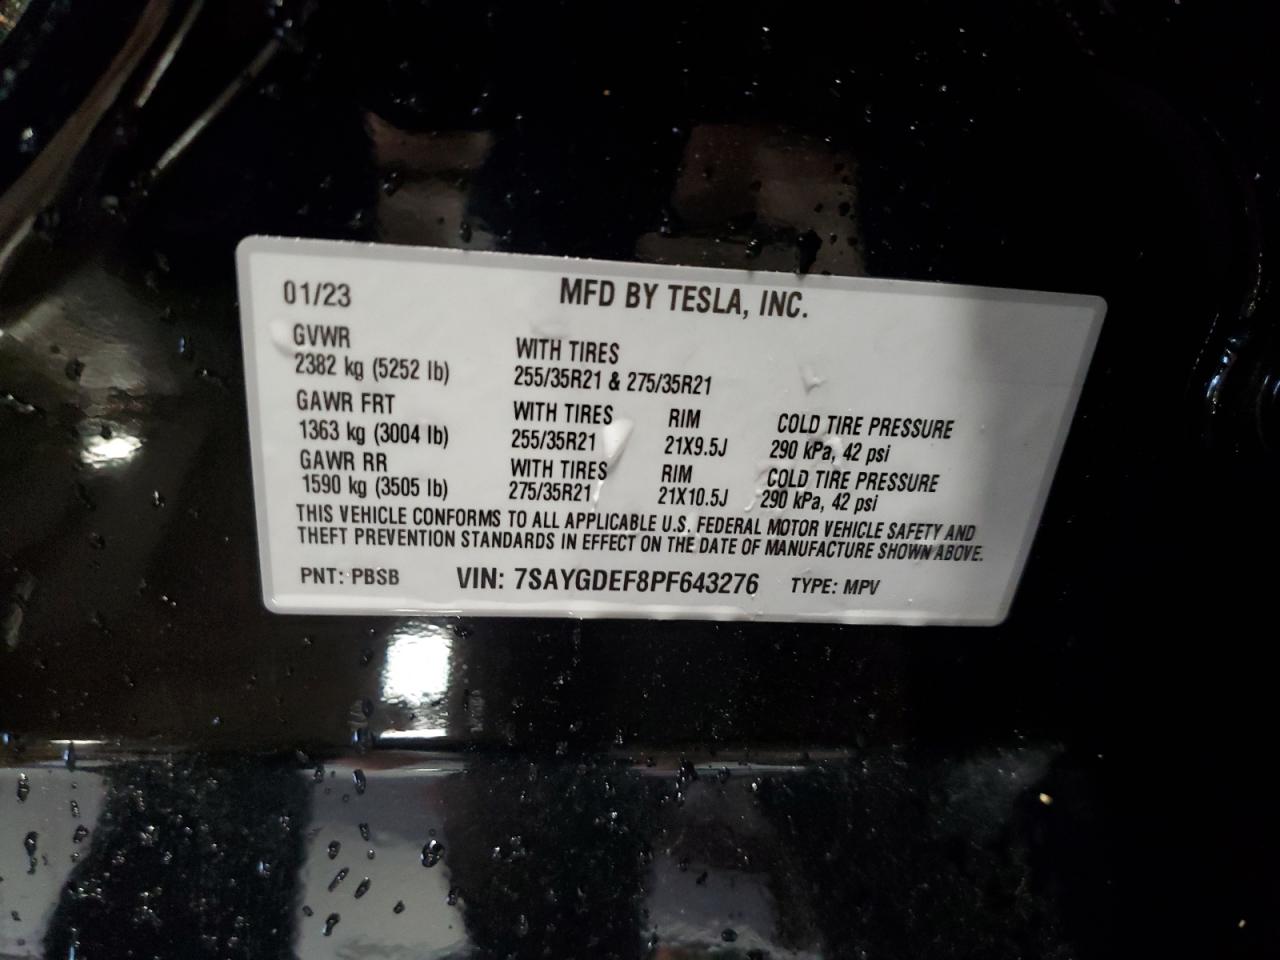 01/23 MFD BY TESLA, INC.
GVWR
2382 kg (5252 lb)
WITH TIRES
255/35R21 & 275/35R21
GAWR FRT WITH TIRES RIM COLD TIRE PRESSURE
1363 kg (3004 lb) 255/35R21 21X9.5J 290 kPa, 42 psi
GAWR RR WITH TIRES RIM COLD TIRE PRESSURE
1590 kg (3505 lb) 275/35R21 21X10.5J 290 kPa, 42 psi
THIS VEHICLE CONFORMS TO ALL APPLICABLE U.S. FEDERAL MOTOR VEHICLE SAFETY AND
THEFT PREVENTION STANDARDS IN EFFECT ON THE DATE OF MANUFACTURE SHOWN ABOVE.
PNT: PBSB VIN: 7SAYGDEF8PF643276 TYPE: MPV